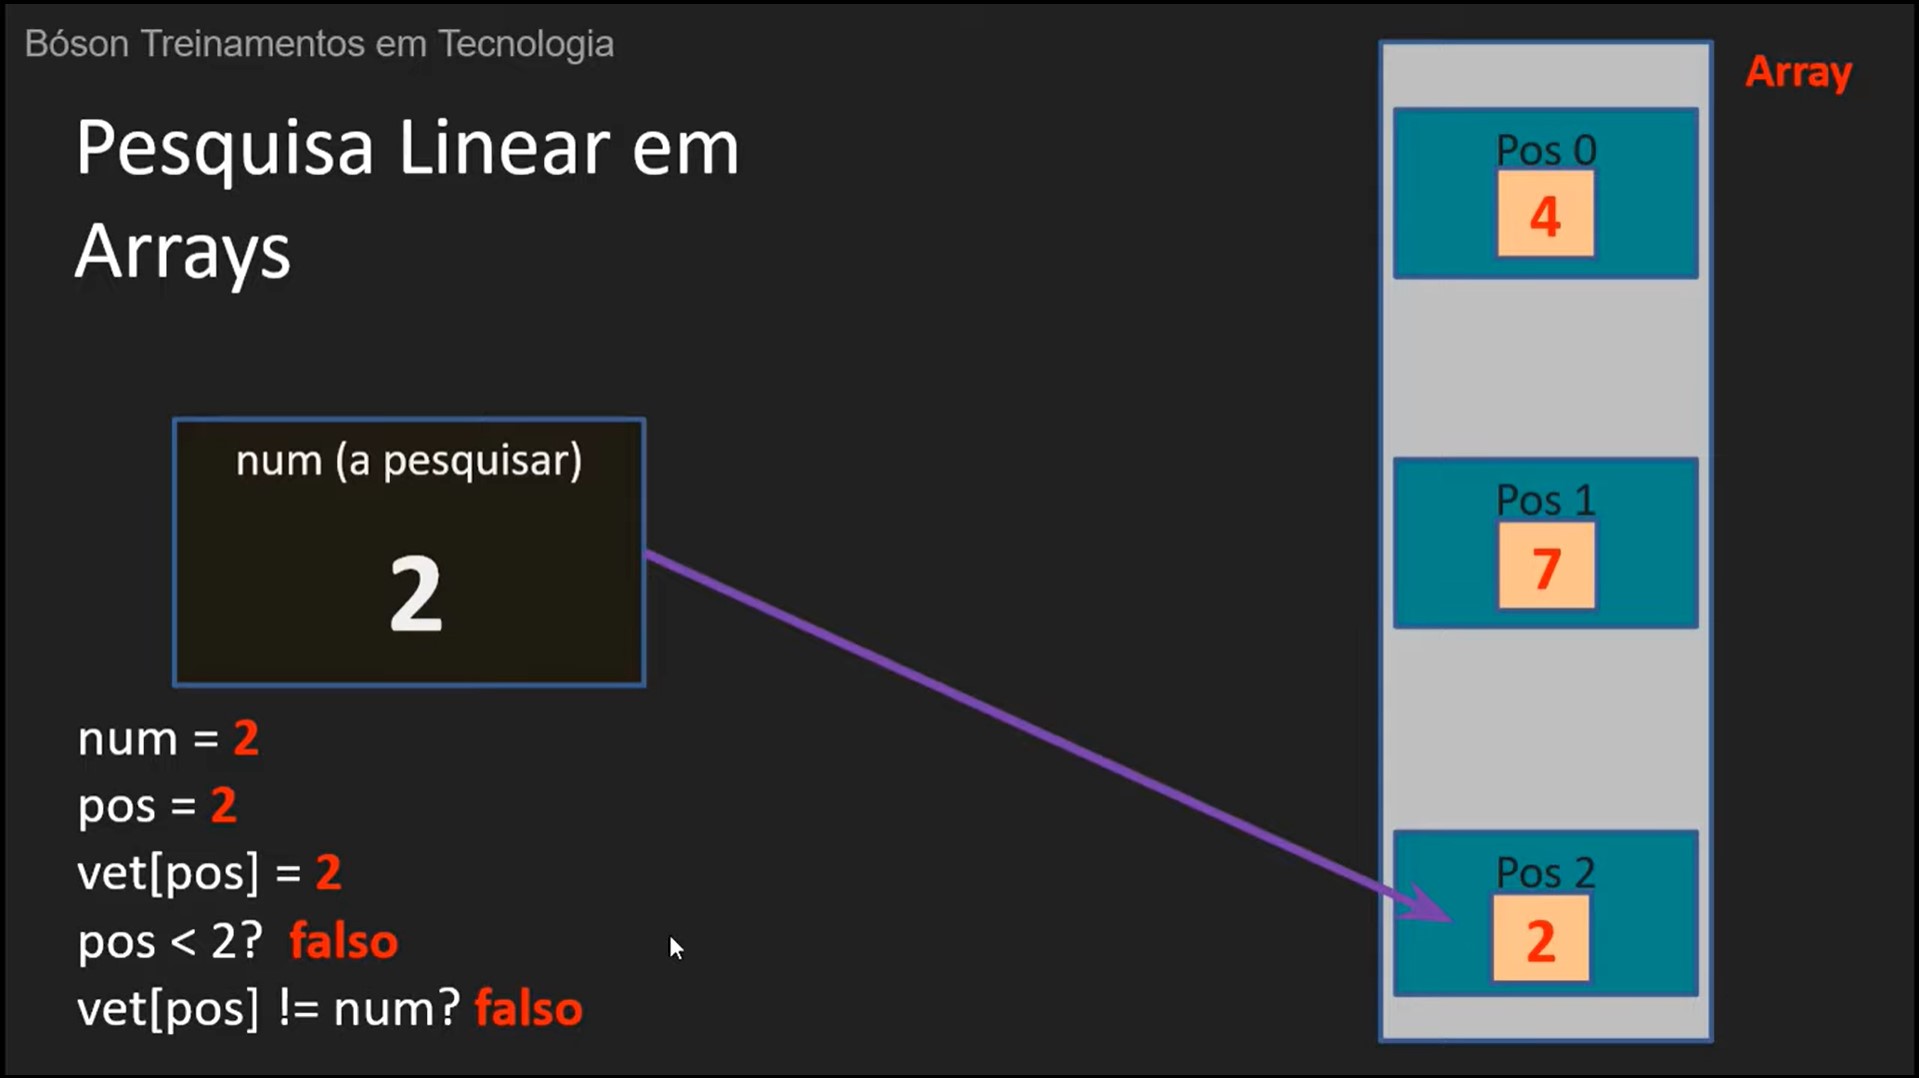 Bóson Treinamentos em Tecnologia
Pesquisa Linear em
Arrays
num (a pesquisar)
2
num = 2
pos = 2
vet[pos] = 2
pos < 2? falso
vet[pos] != num? falso
Array
Pos 0
4
Pos 1
7
Pos 2
2